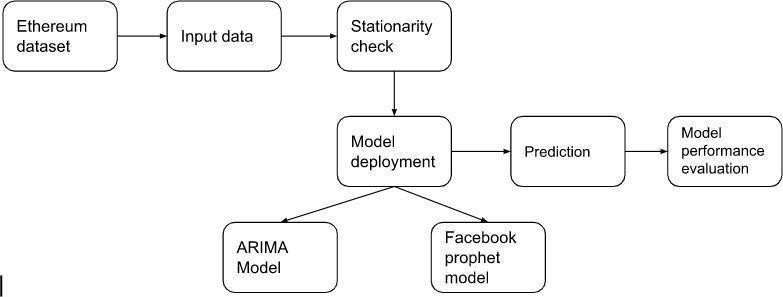 Ethereum
dataset
Input data
Stationarity
check
Model
deployment
Prediction
Model
performance
evaluation
ARIMA
Model
Facebook
prophet
model